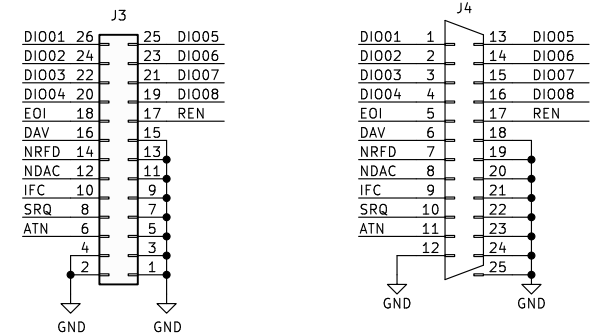 J3
DIO01 26 25 DIO05
DIO02 24 23 DIO06
DIO03 22 21 DIO07
DIO04 20 19 DIO08
EOI 18 17 REN
DAV 16 15
NRFD 14 13
NDAC 12 11
IFC 10 9
SRQ 8 7
ATN 6 5
4 3
2 1
GND GND
J4
DIO01 1 13 DIO05
DIO02 2 14 DIO06
DIO03 3 15 DIO07
DIO04 4 16 DIO08
EOI 5 17 REN
DAV 6 18
NRFD 7 19
NDAC 8 20
IFC 9 21
SRQ 10 22
ATN 11 23
12 24
25
GND GND